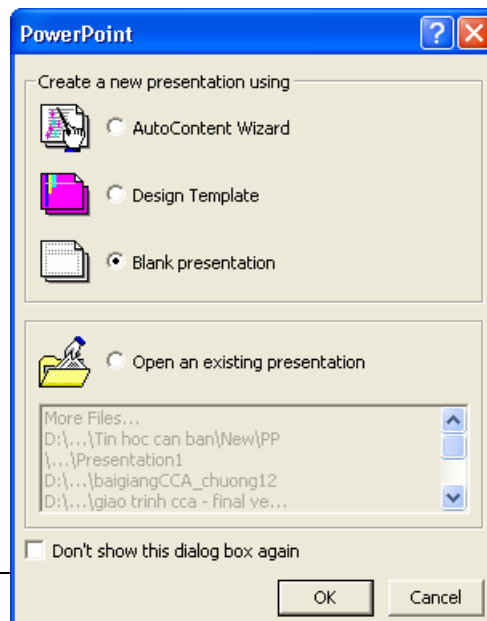 PowerPoint
Create a new presentation using
AutoContent Wizard
Design Template
Blank presentation
Open an existing presentation
More Files...
D:\...\Tin hoc can ban\New\PP
\...\Presentation1
D:\...\baigiangCCA_chuong12
D:\...\giao trinh cca - final ve...
Don't show this dialog box again
OK
Cancel